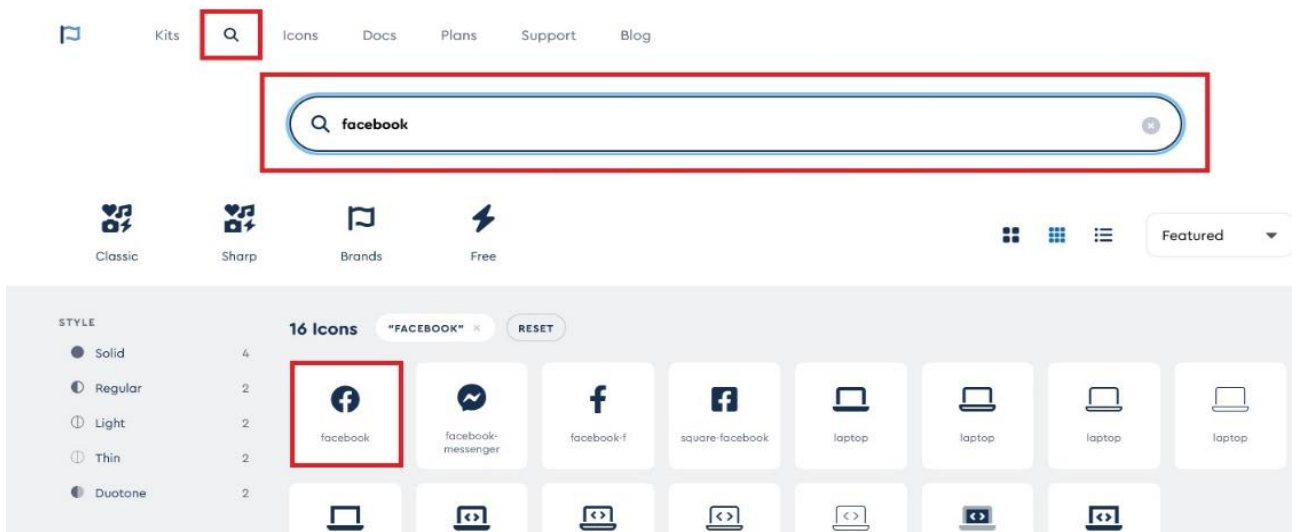 Kits
Icons
Docs
Plans
Support
Blog
facebook
Classic
Sharp
Brands
Free
Featured
STYLE
Solid 4
Regular 2
Light 2
Thin 2
Duotone 2
16 Icons
"FACEBOOK" ×
RESET
facebook
facebook-
messenger
facebook-f
square-facebook
laptop
laptop
laptop
laptop